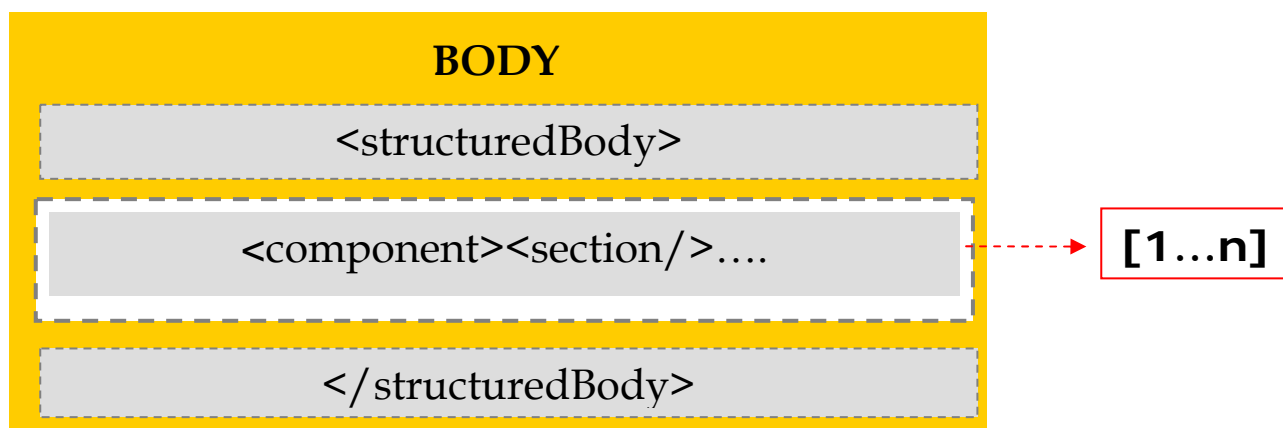 BODY
<structuredBody>
<component><section/>....
[1...n]
</structuredBody>